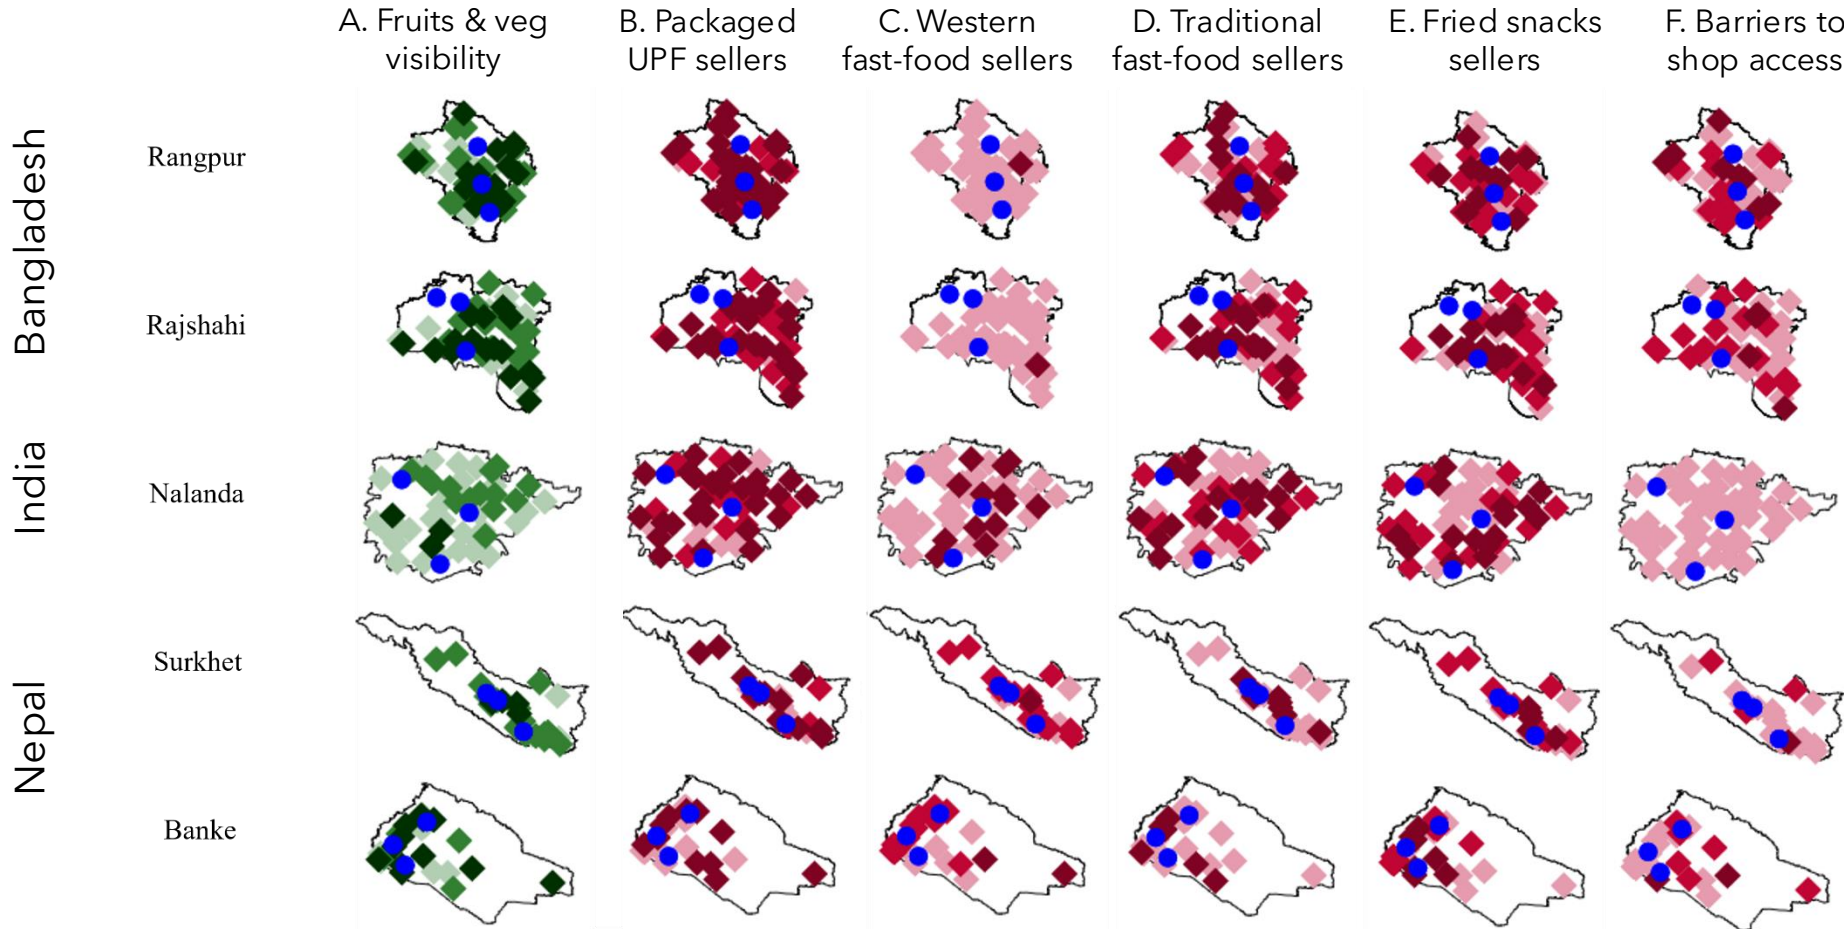 A. Fruits & veg
visibility
B. Packaged
UPF sellers
C. Western
fast-food sellers
D. Traditional
fast-food sellers
E. Fried snacks
sellers
F. Barriers to
shop access
Bangladesh
Rangpur
Rajshahi
India
Nalanda
Nepal
Surkhet
Banke